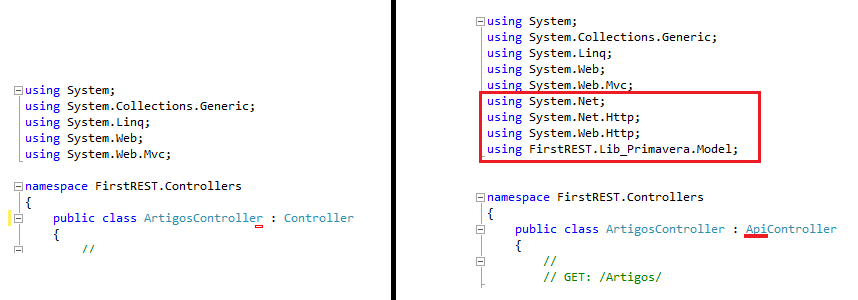 using System;
using System.Collections.Generic;
using System.Linq;
using System.Web;
using System.Web.Mvc;
namespace FirstREST.Controllers
{
public class ArtigosController : Controller
{
//
using System;
using System.Collections.Generic;
using System.Linq;
using System.Web;
using System.Web.Mvc;
using System.Net;
using System.Net.Http;
using System.Web.Http;
using FirstREST.Lib_Primavera.Model;
namespace FirstREST.Controllers
{
public class ArtigosController : ApiController
{
//
// GET: /Artigos/